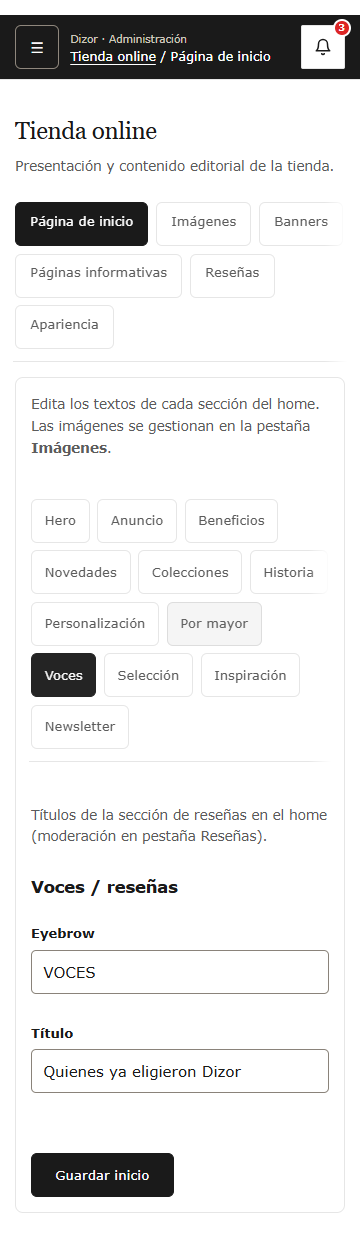 ☰
Dizor · Administración
Tienda online / Página de inicio
3
Tienda online
Presentación y contenido editorial de la tienda.
Página de inicio
Imágenes
Banners
Páginas informativas
Reseñas
Apariencia
Edita los textos de cada sección del home.
Las imágenes se gestionan en la pestaña
Imágenes.
Hero
Anuncio
Beneficios
Novedades
Colecciones
Historia
Personalización
Por mayor
Voces
Selección
Inspiración
Newsletter
Títulos de la sección de reseñas en el home
(moderación en pestaña Reseñas).
Voces / reseñas
Eyebrow
VOCES
Título
Quienes ya eligieron Dizor
Guardar inicio